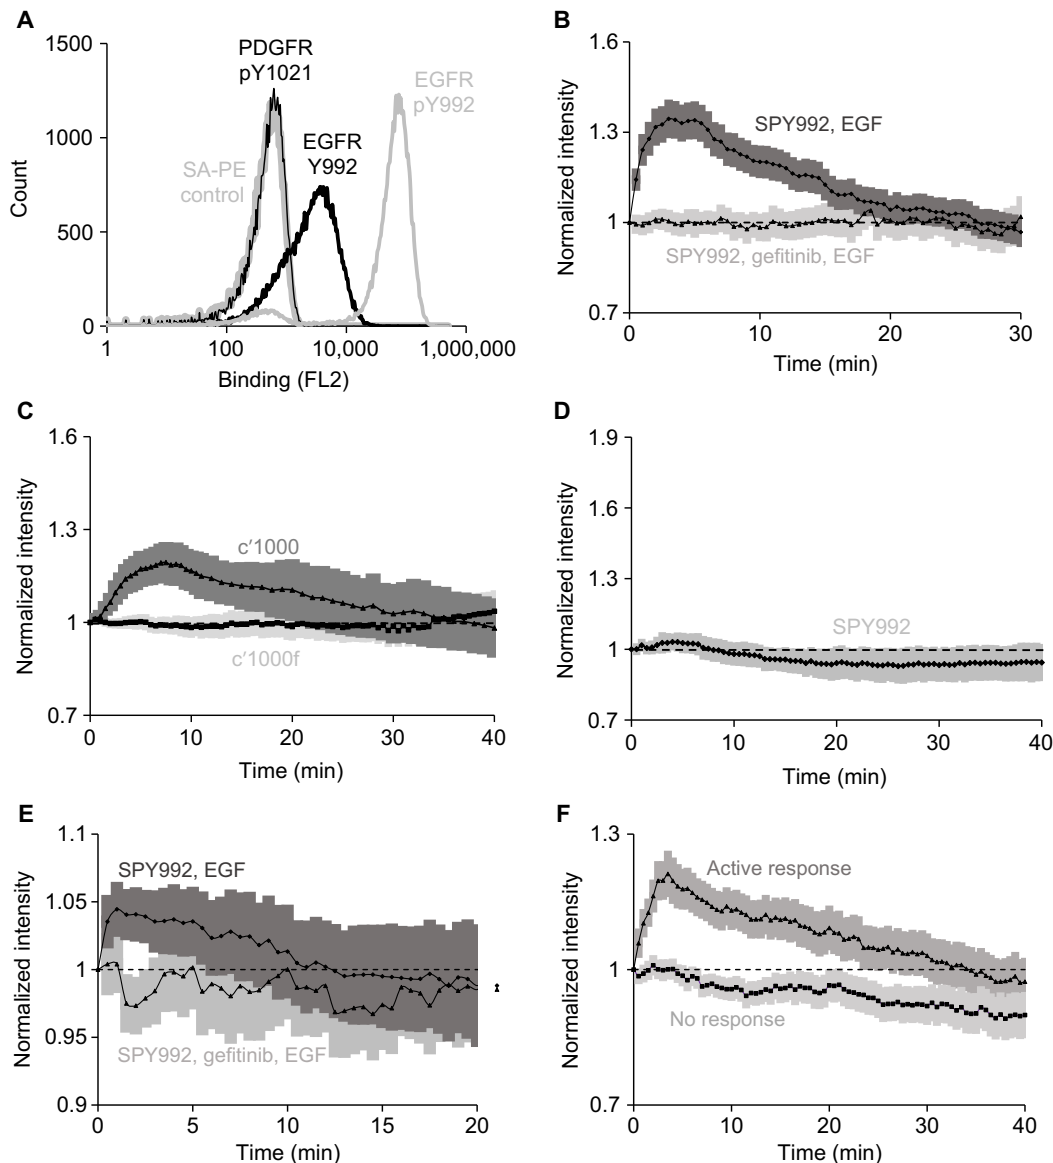 A
1500
1000
500
0
Count
PDGFR
pY1021
EGFR
pY992
EGFR
Y992
SA-PE
control
1
100
10,000
1,000,000
Binding (FL2)
B
1.6
1.3
1
0.7
Normalized intensity
SPY992, EGF
SPY992, gefitinib, EGF
0
10
20
30
Time (min)
C
1.6
1.3
1
0.7
Normalized intensity
c′1000
c′1000f
0
10
20
30
40
Time (min)
D
1.9
1.6
1.3
1
0.7
Normalized intensity
SPY992
0
10
20
30
40
Time (min)
E
1.1
1.05
1
0.95
0.9
Normalized intensity
SPY992, EGF
SPY992, gefitinib, EGF
0
5
10
15
20
Time (min)
F
1.3
1
0.7
Normalized intensity
Active response
No response
0
10
20
30
40
Time (min)